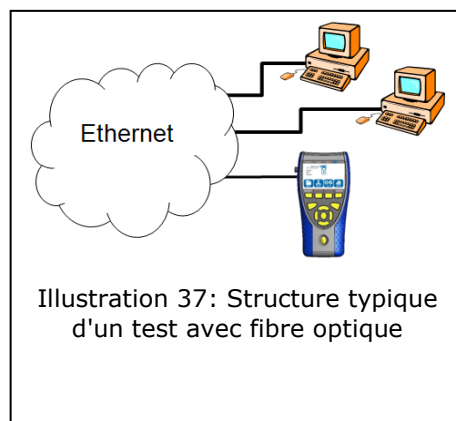 Ethernet
Illustration 37: Structure typique
d'un test avec fibre optique